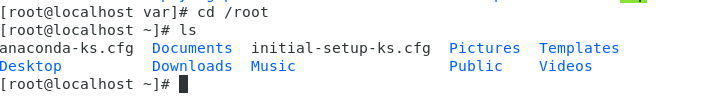 [root@localhost var]# cd /root
[root@localhost ~]# ls
anaconda-ks.cfg  Documents  initial-setup-ks.cfg  Pictures  Templates
Desktop          Downloads  Music                 Public    Videos
[root@localhost ~]#